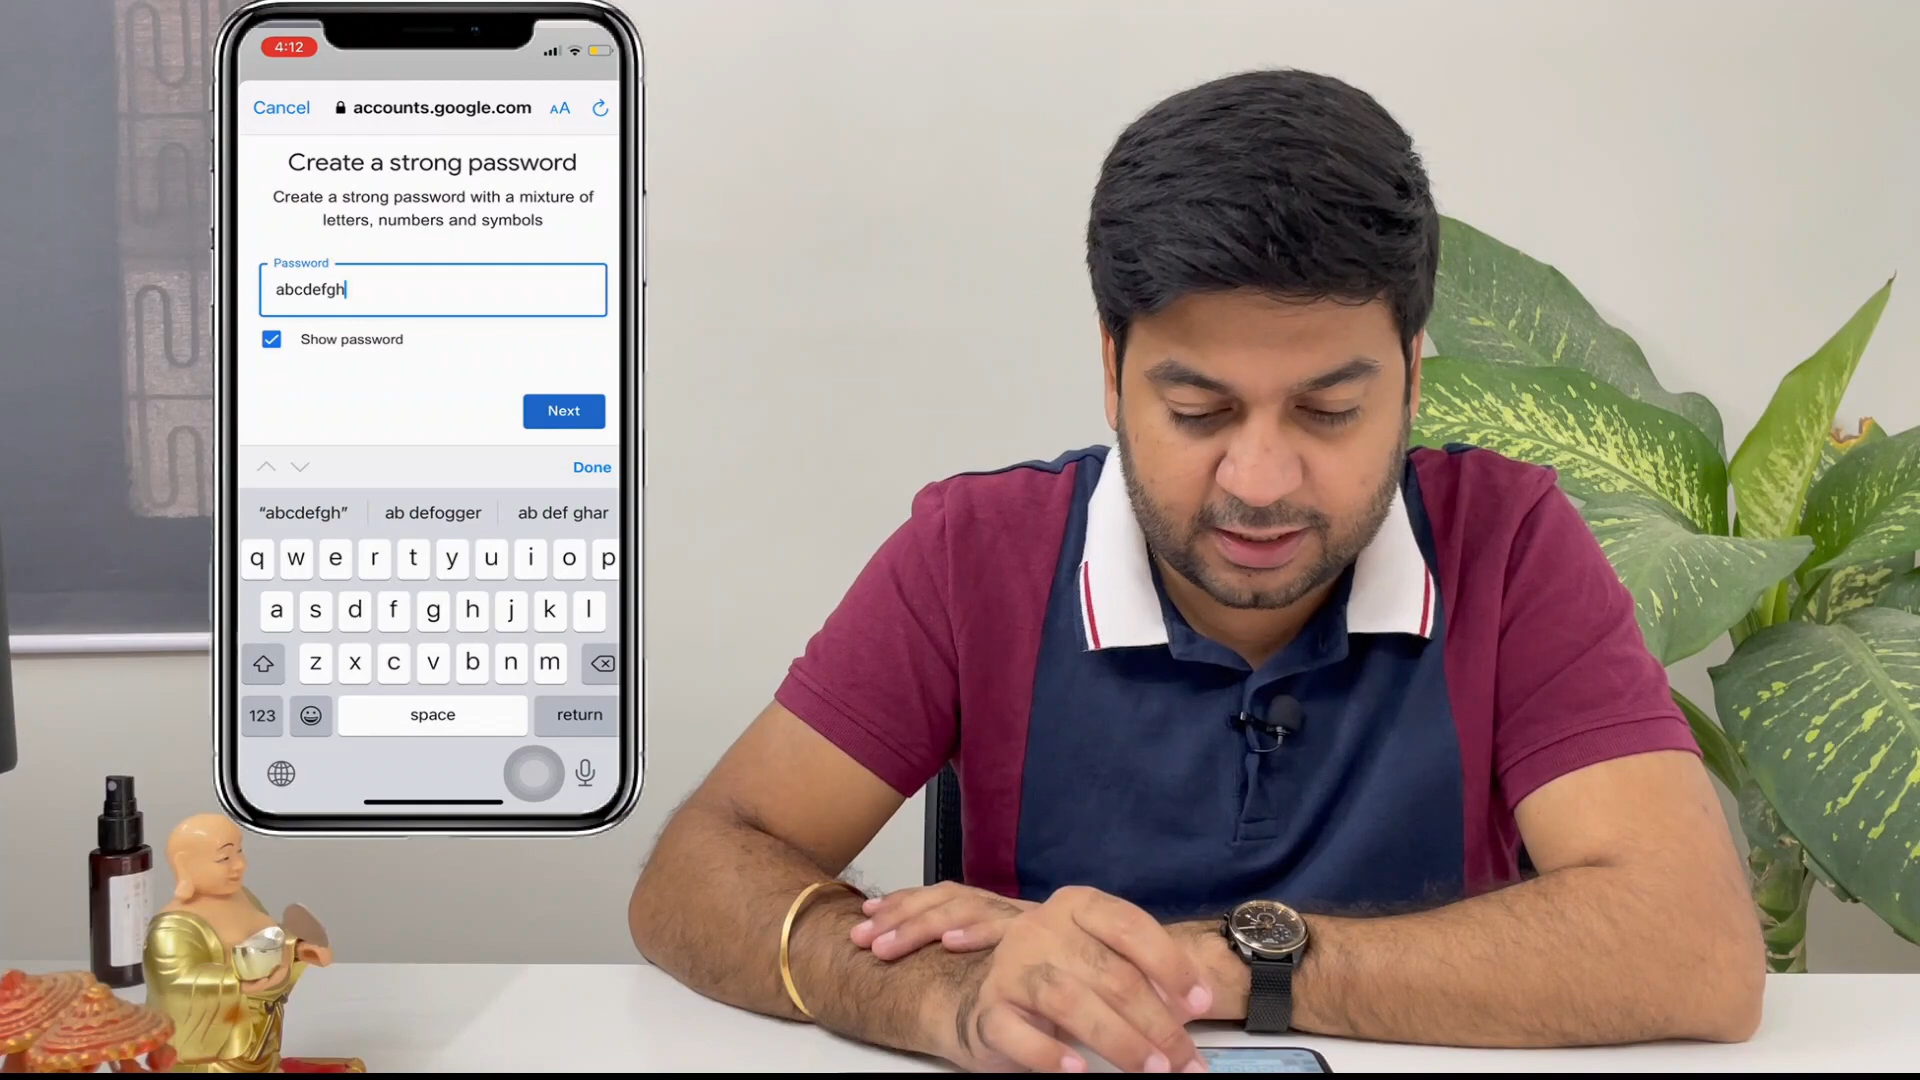 4:12
Cancel accounts.google.com AA
Create a strong password
Create a strong password with a mixture of
letters, numbers and symbols
Password
abcdefgh
Show password
Next
Done
“abcdefgh” ab defogger ab def ghar
q w e r t y u i o p
a s d f g h j k l
z x c v b n m
123 space return